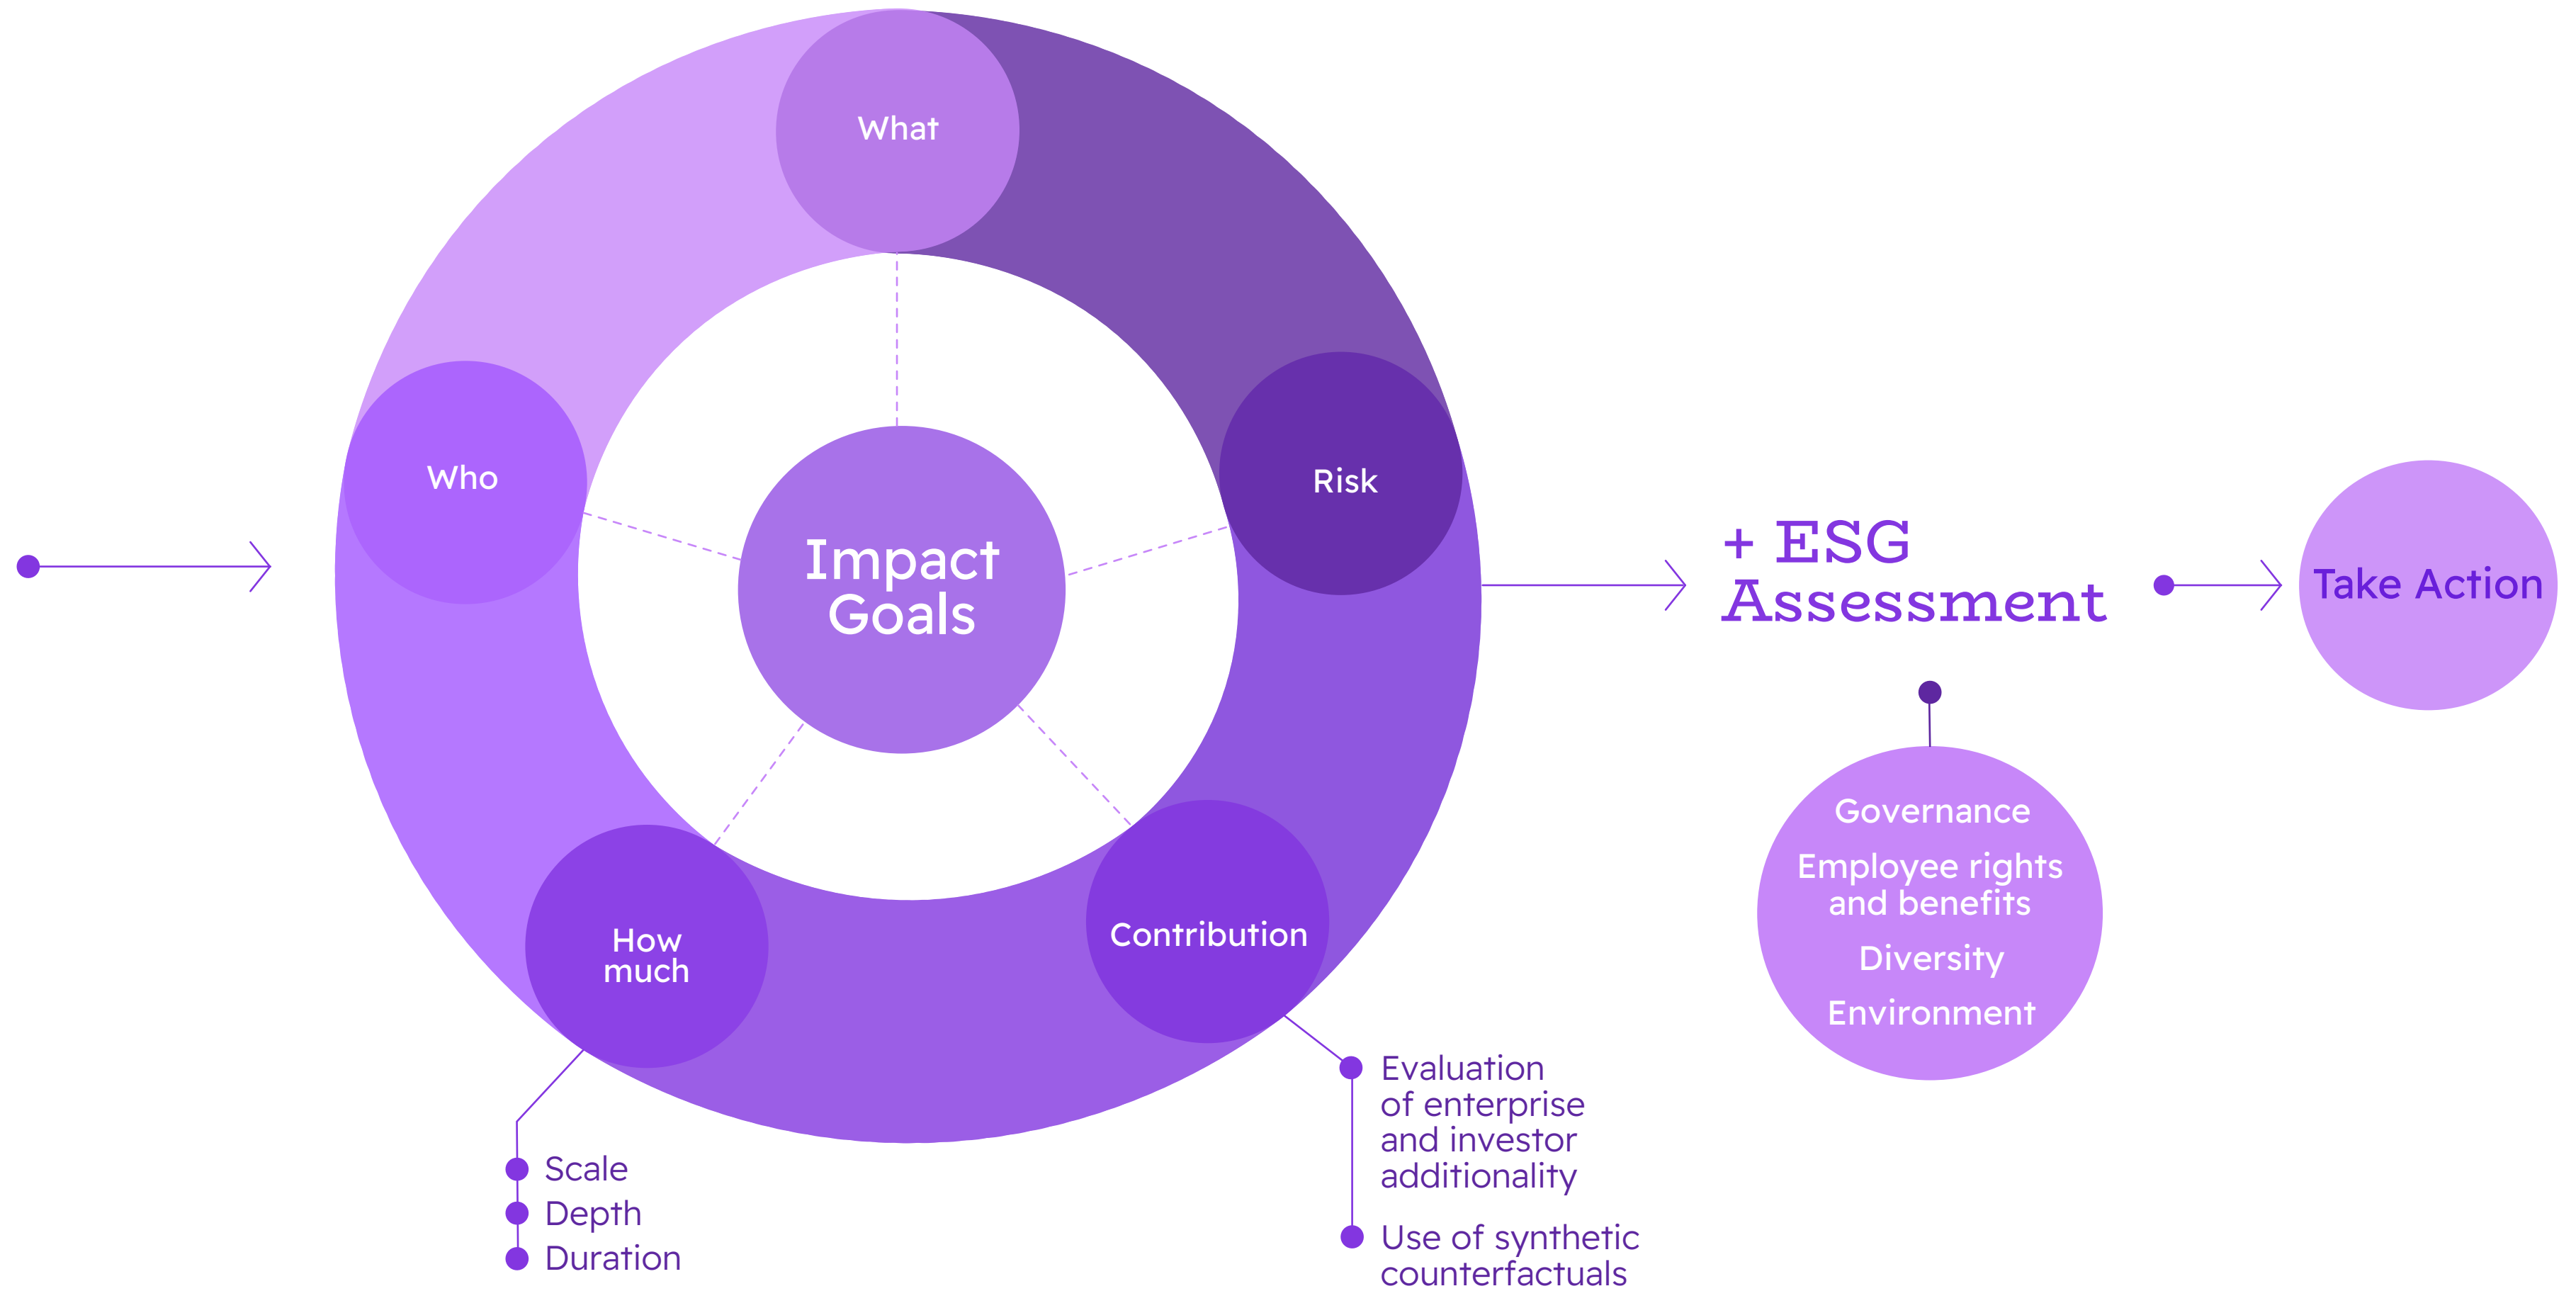 What
Who
Risk
Impact
Goals
How
much
Contribution
Scale
Depth
Duration
Evaluation
of enterprise
and investor
additionality
Use of synthetic
counterfactuals
+ ESG
Assessment
Governance
Employee rights
and benefits
Diversity
Environment
Take Action